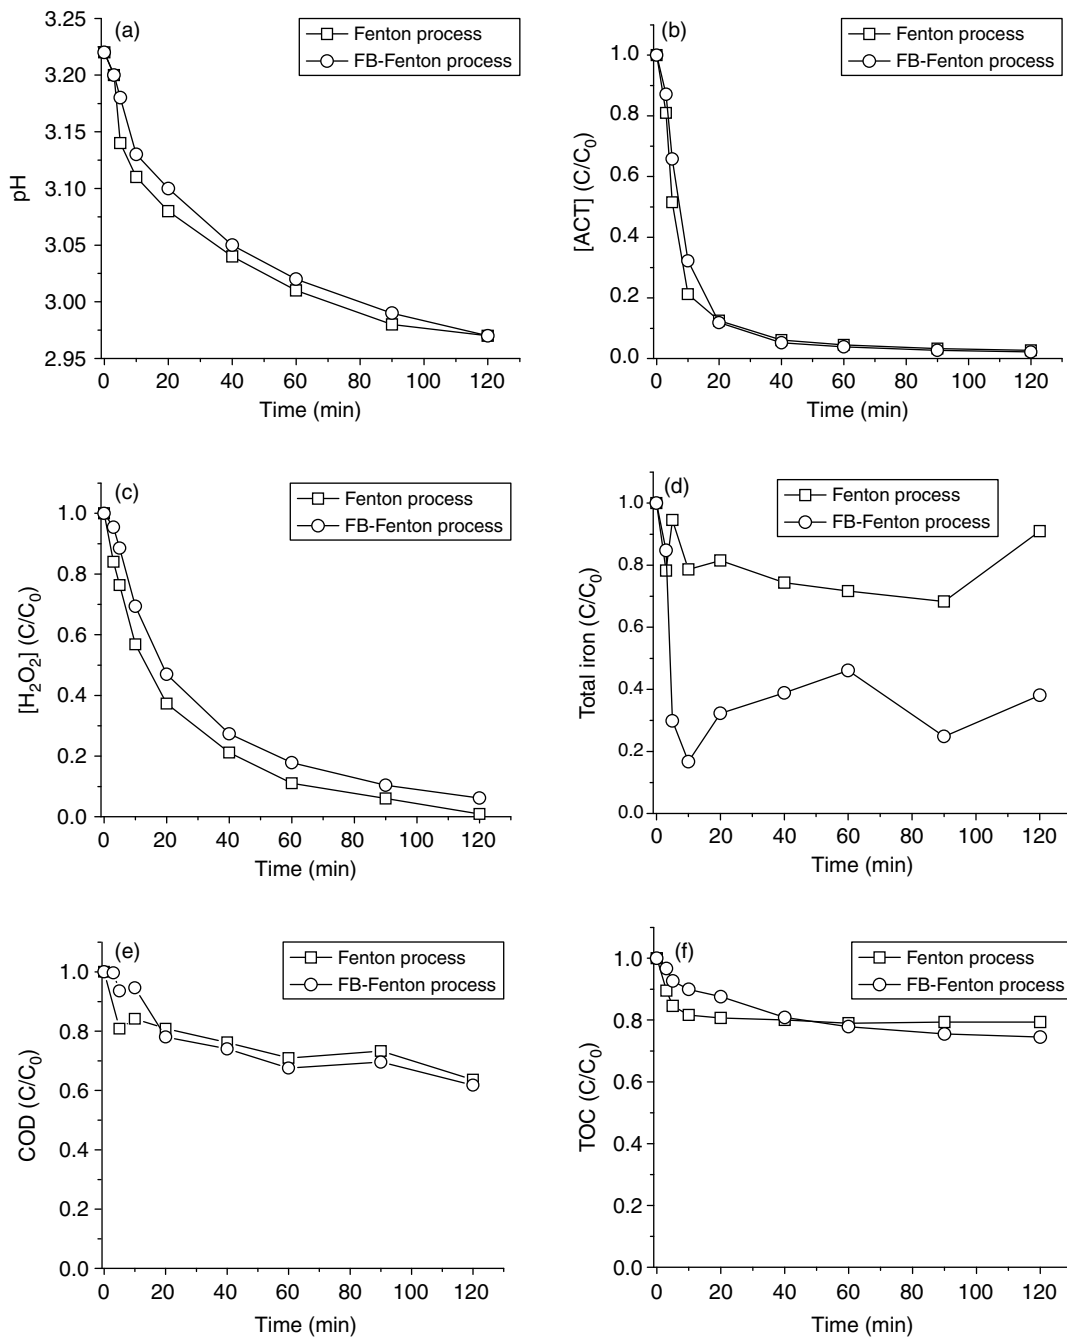 (a)
Fenton process
FB-Fenton process
3.25
3.20
3.15
3.10
3.05
3.00
2.95
pH
0 20 40 60 80 100 120
Time (min)
(b)
Fenton process
FB-Fenton process
1.0
0.8
0.6
0.4
0.2
0.0
[ACT] (C/C₀)
0 20 40 60 80 100 120
Time (min)
(c)
Fenton process
FB-Fenton process
1.0
0.8
0.6
0.4
0.2
0.0
[H₂O₂] (C/C₀)
0 20 40 60 80 100 120
Time (min)
(d)
Fenton process
FB-Fenton process
1.0
0.8
0.6
0.4
0.2
0.0
Total iron (C/C₀)
0 20 40 60 80 100 120
Time (min)
(e)
Fenton process
FB-Fenton process
1.0
0.8
0.6
0.4
0.2
0.0
COD (C/C₀)
0 20 40 60 80 100 120
Time (min)
(f)
Fenton process
FB-Fenton process
1.0
0.8
0.6
0.4
0.2
0.0
TOC (C/C₀)
0 20 40 60 80 100 120
Time (min)